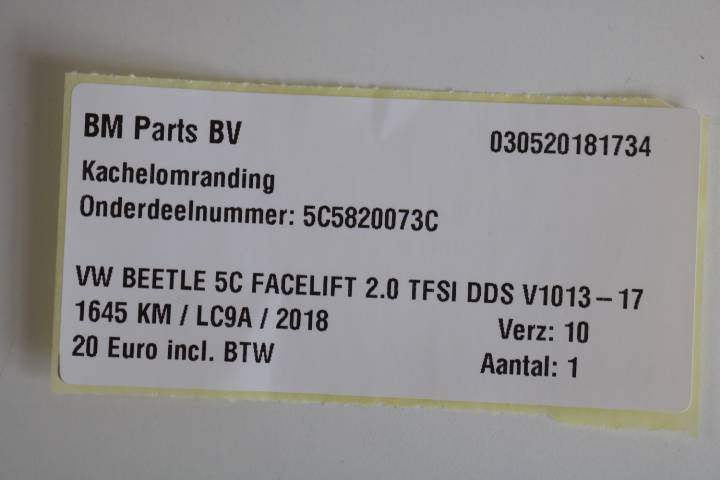 BM Parts BV 030520181734
Kachelomranding
Onderdeelnummer: 5C5820073C
VW BEETLE 5C FACELIFT 2.0 TFSI DDS V1013-17
1645 KM / LC9A / 2018 Verz: 10
20 Euro incl. BTW Aantal: 1